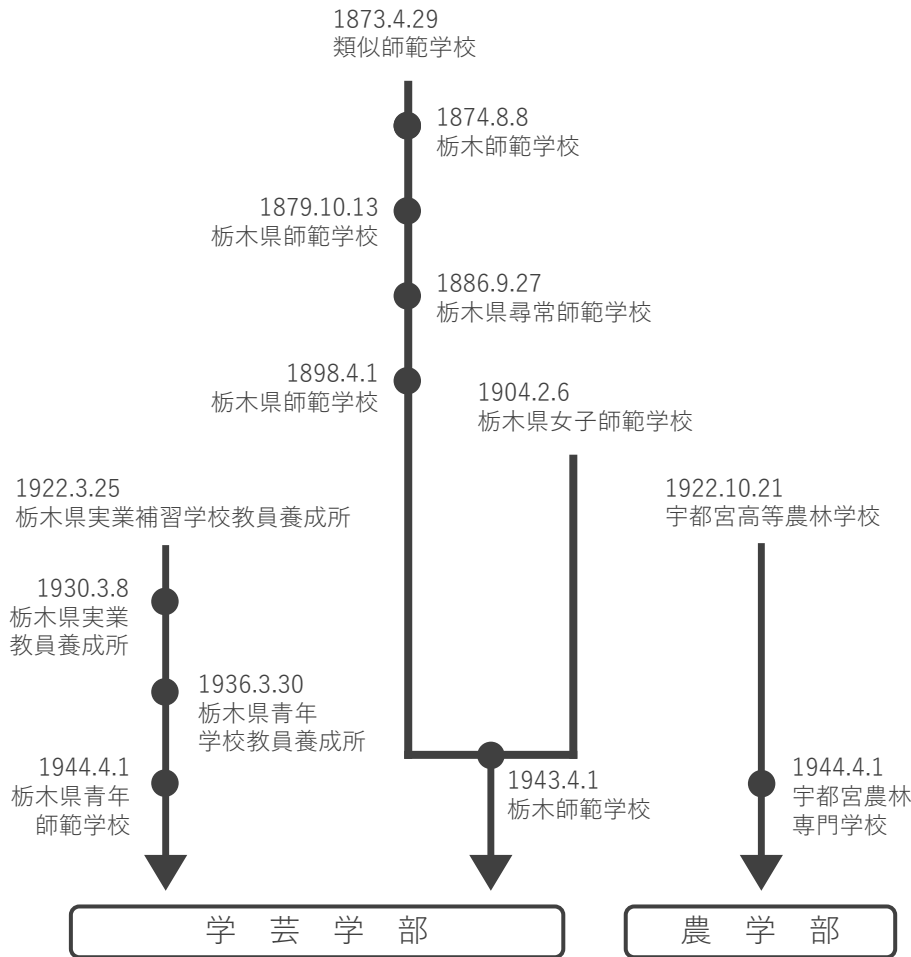 1873.4.29
類似師範学校
1874.8.8
栃木師範学校
1879.10.13
栃木県師範学校
1886.9.27
栃木県尋常師範学校
1898.4.1
栃木県師範学校
1904.2.6
栃木県女子師範学校
1922.3.25
栃木県実業補習学校教員養成所
1922.10.21
宇都宮高等農林学校
1930.3.8
栃木県実業
教員養成所
1936.3.30
栃木県青年
学校教員養成所
1944.4.1
栃木県青年
師範学校
1943.4.1
栃木師範学校
1944.4.1
宇都宮農林
専門学校
学芸学部
農学部